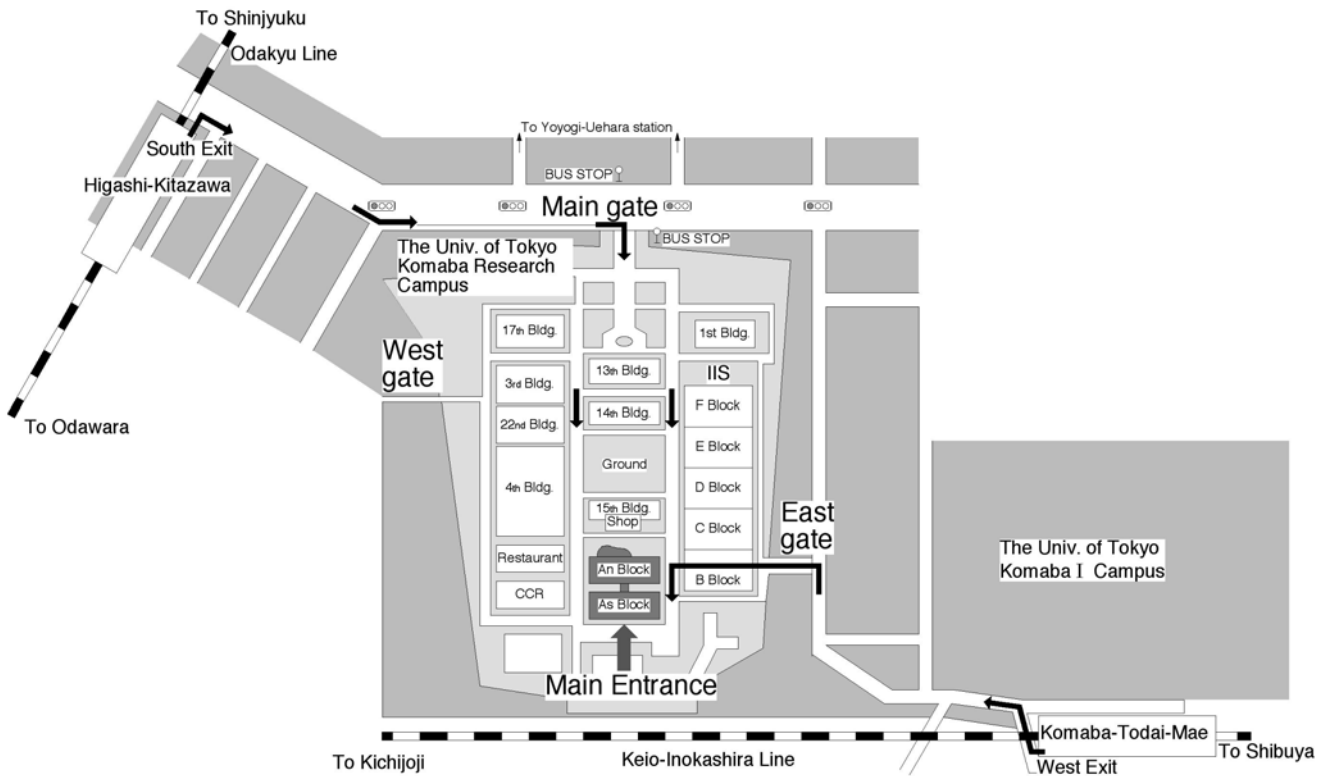 To Shinjyuku
Odakyu Line
South Exit
Higashi-Kitazawa
To Odawara
To Yoyogi-Uehara station
BUS STOP
Main gate
BUS STOP
The Univ. of Tokyo
Komaba Research
Campus
West
gate
17th Bldg.
1st Bldg.
3rd Bldg.
13th Bldg.
IIS
22nd Bldg.
14th Bldg.
F Block
E Block
4th Bldg.
Ground
D Block
15th Bldg.
Shop
C Block
East
gate
Restaurant
An Block
B Block
CCR
As Block
Main Entrance
The Univ. of Tokyo
Komaba I Campus
Komaba-Todai-Mae
West Exit
To Shibuya
Keio-Inokashira Line
To Kichijoji